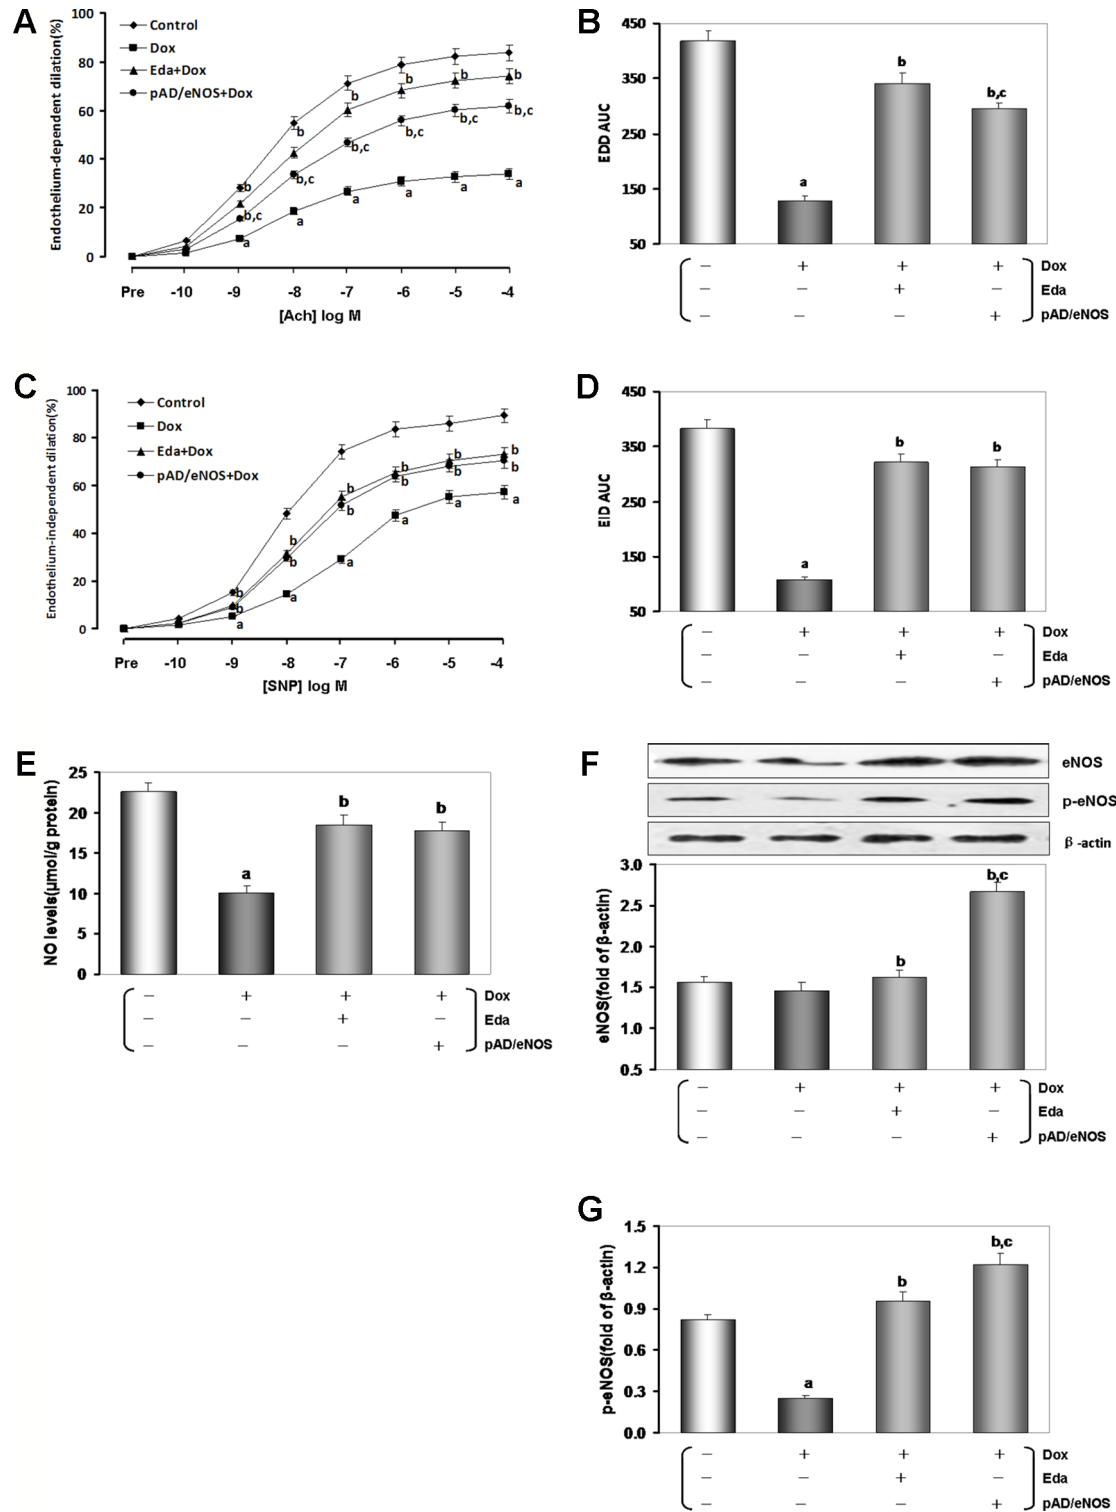 A
Endothelium-dependent dilation(%)
100
80
60
40
20
0
Control
Dox
Eda+Dox
pAD/eNOS+Dox
b
b
b
b
b
b
b,c
b,c
b,c
b,c
b,c
b,c
a
a
a
a
a
a
Pre -10 -9 -8 -7 -6 -5 -4
[Ach] log M
B
EDD AUC
450
350
250
150
50
a
b
b,c
− + + + Dox
− − + − Eda
− − − + pAD/eNOS
C
Endothelium-independent dilation(%)
100
80
60
40
20
0
Control
Dox
Eda+Dox
pAD/eNOS+Dox
b
b
b
b
b
b
b
b
b
b
b
b
a
a
a
a
a
a
Pre -10 -9 -8 -7 -6 -5 -4
[SNP] log M
D
EID AUC
450
350
250
150
50
a
b
b
− + + + Dox
− − + − Eda
− − − + pAD/eNOS
E
NO levels(μmol/g protein)
25
20
15
10
5
0
a
b
b
− + + + Dox
− − + − Eda
− − − + pAD/eNOS
F
eNOS
p-eNOS
β-actin
eNOS(fold of β-actin)
3.0
2.5
2.0
1.5
1.0
0.5
b
b,c
− + + + Dox
− − + − Eda
− − − + pAD/eNOS
G
p-eNOS(fold of β-actin)
1.5
1.2
0.9
0.6
0.3
0.0
a
b
b,c
− + + + Dox
− − + − Eda
− − − + pAD/eNOS